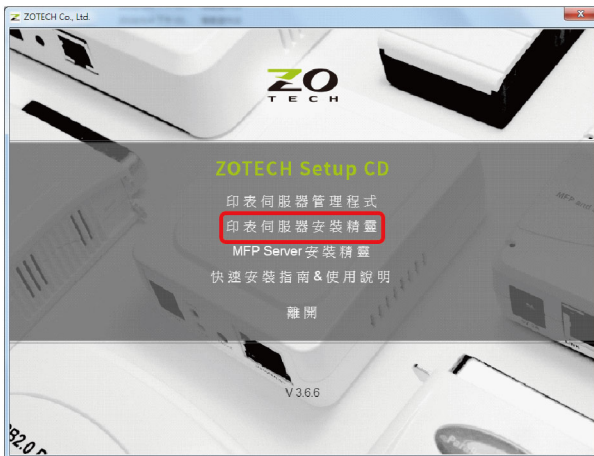 ZOTECH Co., Ltd.
ZO
TECH
ZOTECH Setup CD
印表伺服器管理程式
印表伺服器安裝精靈
MFP Server安裝精靈
快速安裝指南&使用說明
離開
V 3.6.6